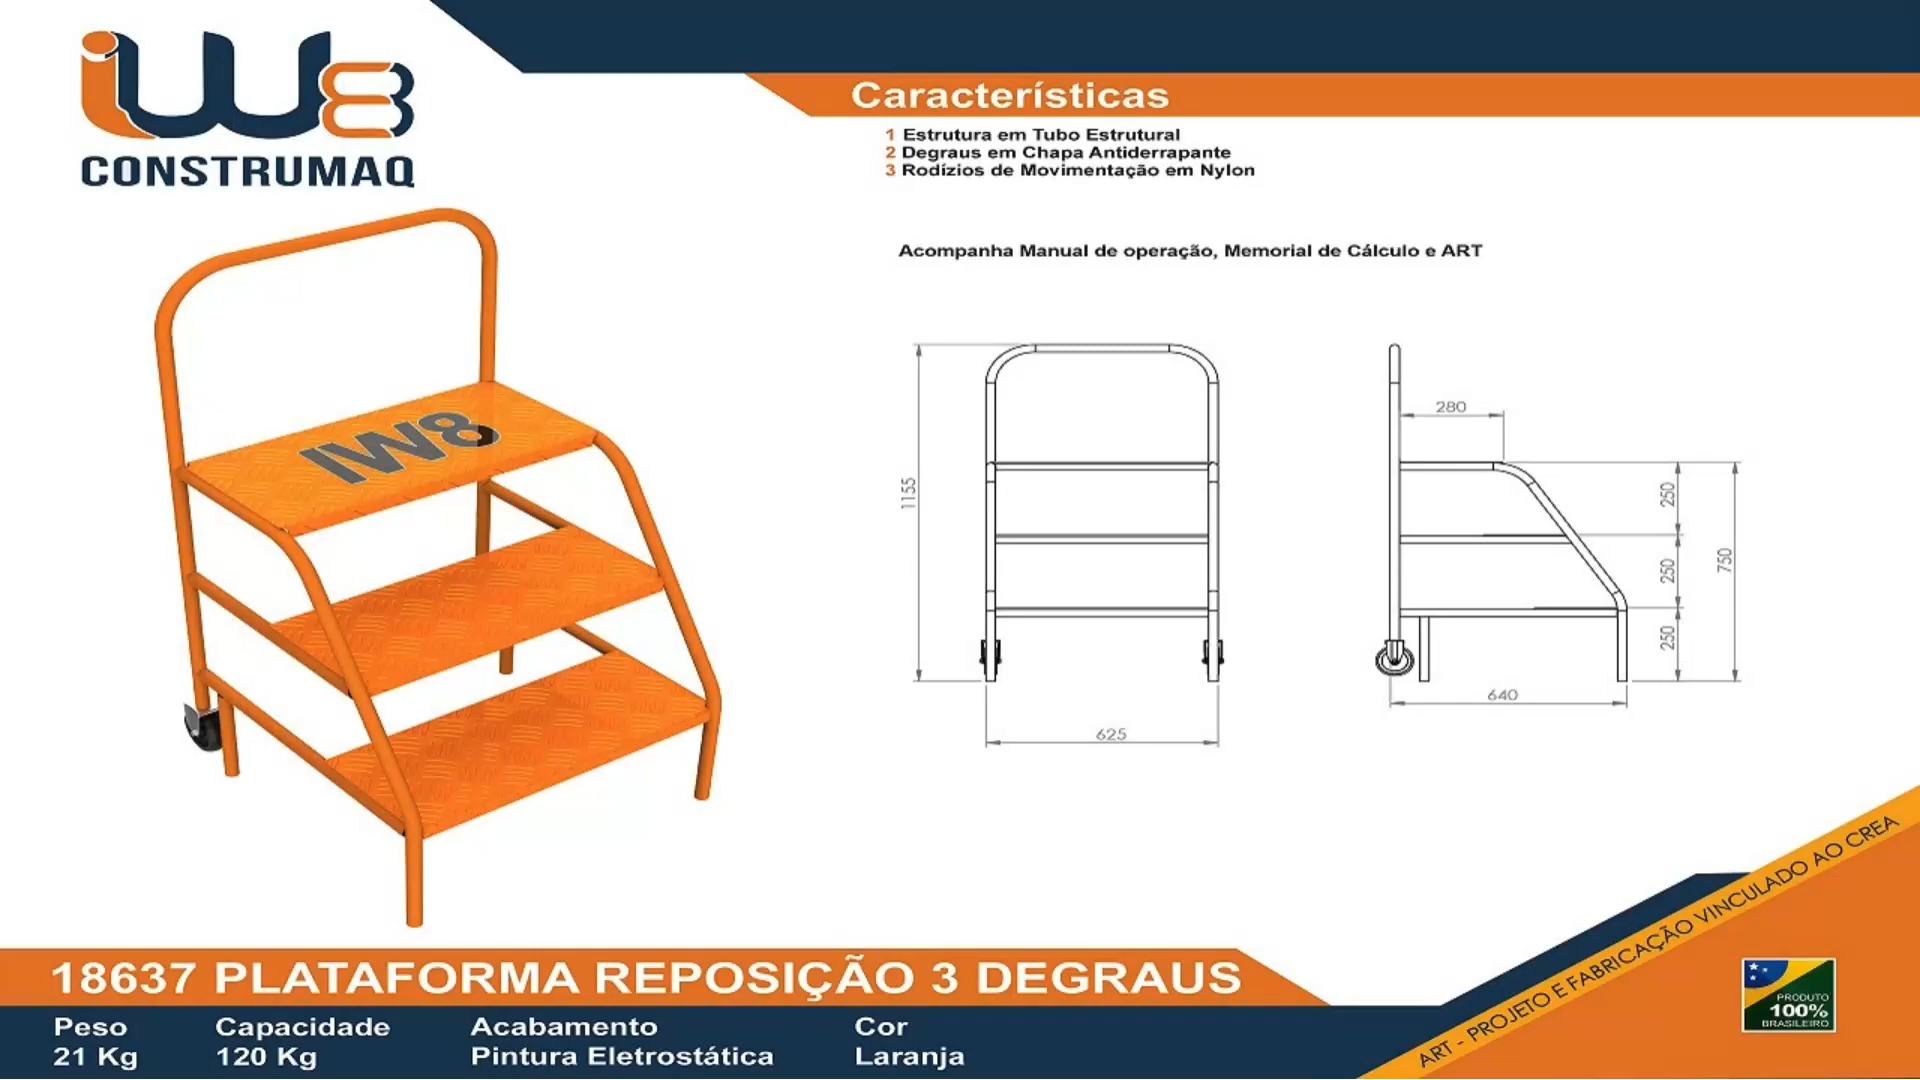 iW8
CONSTRUMAQ
Características
1 Estrutura em Tubo Estrutural
2 Degraus em Chapa Antiderrapante
3 Rodízios de Movimentação em Nylon
Acompanha Manual de operação, Memorial de Cálculo e ART
IW8
1155
625
280
250
250
250
750
640
18637 PLATAFORMA REPOSIÇÃO 3 DEGRAUS
Peso
21 Kg
Capacidade
120 Kg
Acabamento
Pintura Eletrostática
Cor
Laranja
ART - PROJETO E FABRICAÇÃO VINCULADO AO CREA
PRODUTO
100%
BRASILEIRO